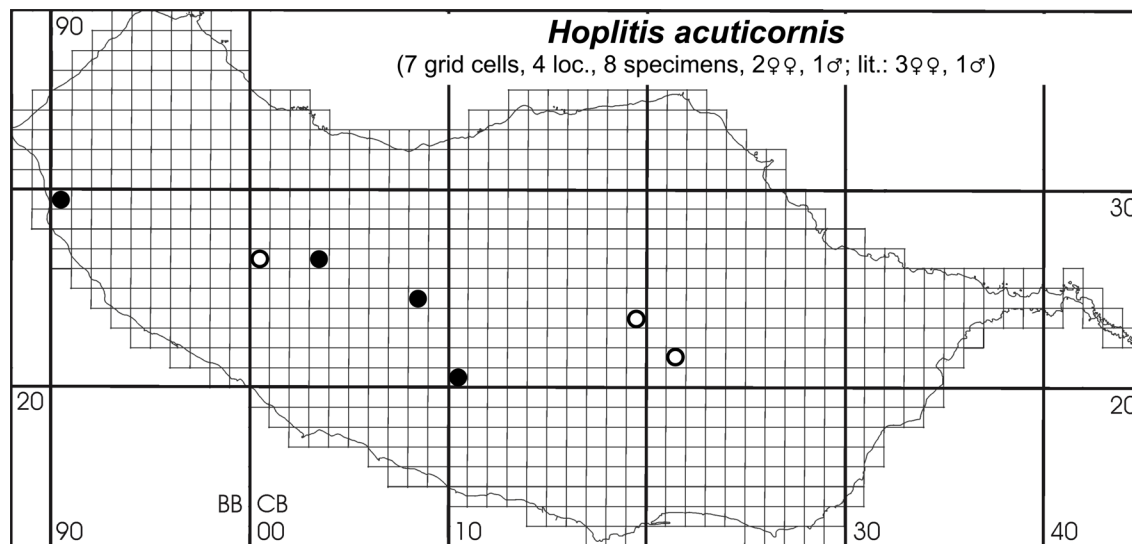 90
Hoplitis acuticornis
(7 grid cells, 4 loc., 8 specimens, 2♀♀, 1♂; lit.: 3♀♀, 1♂)
30
20
20
BB CB
90 00 10 30 40